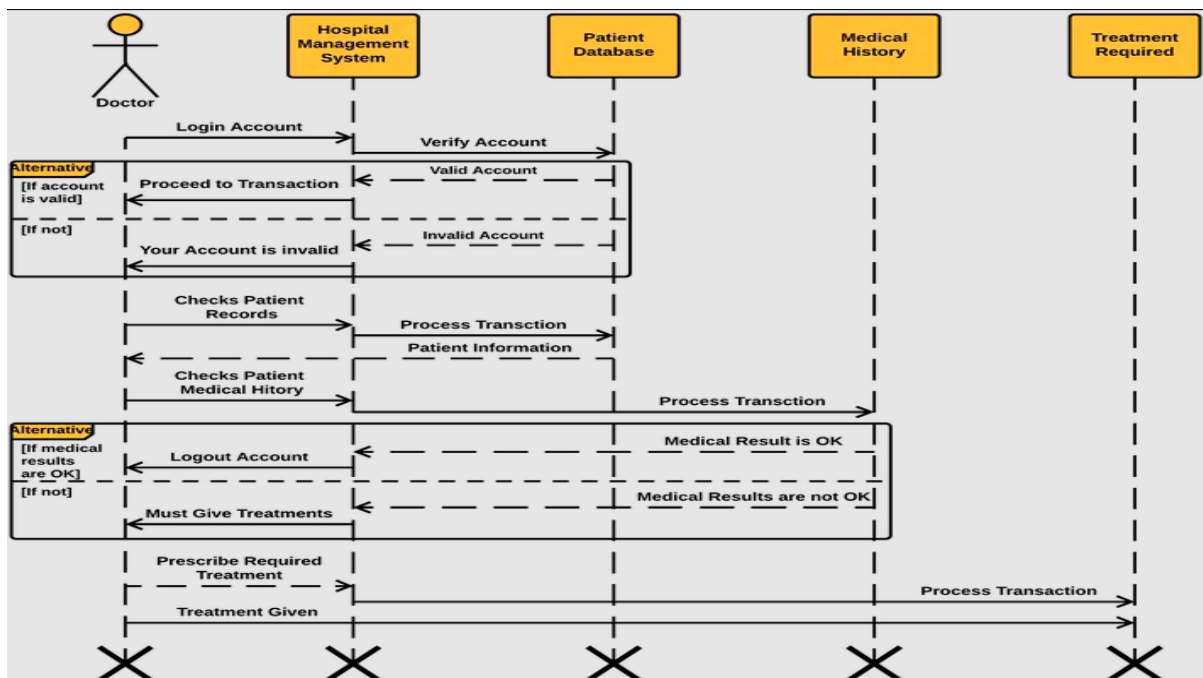 Hospital
Management
System
Patient
Database
Medical
History
Treatment
Required
Doctor
Login Account
Verify Account
Alternative
Valid Account
[If account
is valid]
Proceed to Transaction
[If not]
Invalid Account
Your Account is invalid
Checks Patient
Records
Process Transction
Patient Information
Checks Patient
Medical Hitory
Process Transction
Alternative
[If medical
results
are OK]
Medical Result is OK
Logout Account
[If not]
Medical Results are not OK
Must Give Treatments
Prescribe Required
Treatment
Process Transaction
Treatment Given